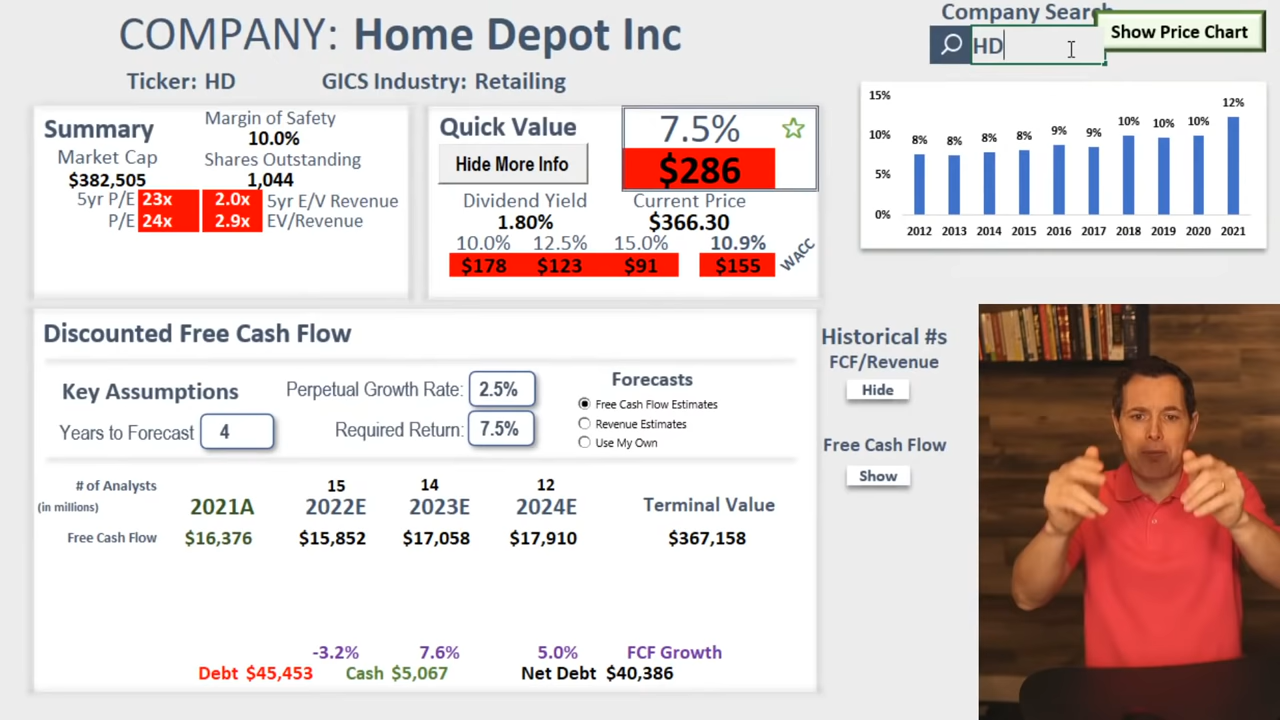 COMPANY: Home Depot Inc
Ticker: HD
GICS Industry: Retailing
Company Search
HD
Show Price Chart
Summary
Margin of Safety
10.0%
Market Cap
Shares Outstanding
$382,505
1,044
5yr P/E 23x 2.0x 5yr E/V Revenue
P/E 24x 2.9x EV/Revenue
Quick Value
7.5%
Hide More Info
$286
Dividend Yield
Current Price
1.80%
$366.30
10.0% 12.5% 15.0% 10.9%
$178 $123 $91 $155 WACC
15%
10%
5%
0%
8% 8% 8% 8% 9% 9% 10% 10% 10% 12%
2012 2013 2014 2015 2016 2017 2018 2019 2020 2021
Discounted Free Cash Flow
Key Assumptions
Years to Forecast 4
Perpetual Growth Rate: 2.5%
Required Return: 7.5%
Forecasts
Free Cash Flow Estimates
Revenue Estimates
Use My Own
Historical #s
FCF/Revenue
Hide
Free Cash Flow
Show
# of Analysts 15 14 12
(in millions) 2021A 2022E 2023E 2024E Terminal Value
Free Cash Flow $16,376 $15,852 $17,058 $17,910 $367,158
-3.2% 7.6% 5.0% FCF Growth
Debt $45,453 Cash $5,067 Net Debt $40,386